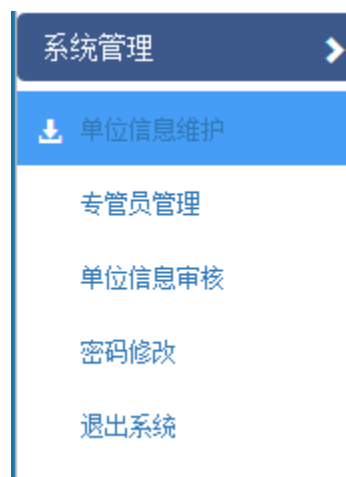 系统管理
单位信息维护
专管员管理
单位信息审核
密码修改
退出系统